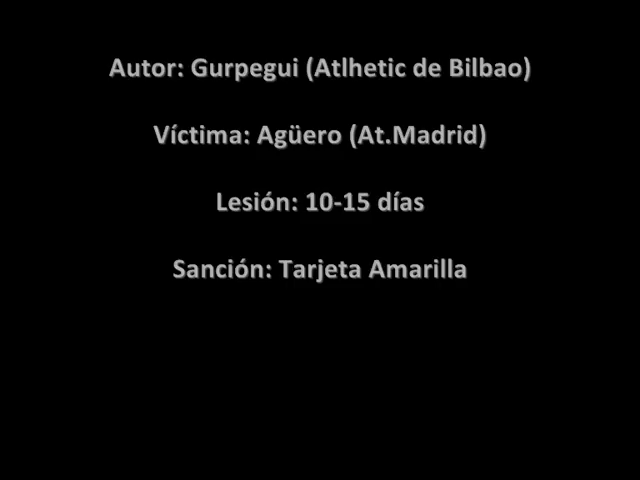 Autor: Gurpegui (Atlhetic de Bilbao)
Víctima: Agüero (At.Madrid)
Lesión: 10-15 días
Sanción: Tarjeta Amarilla